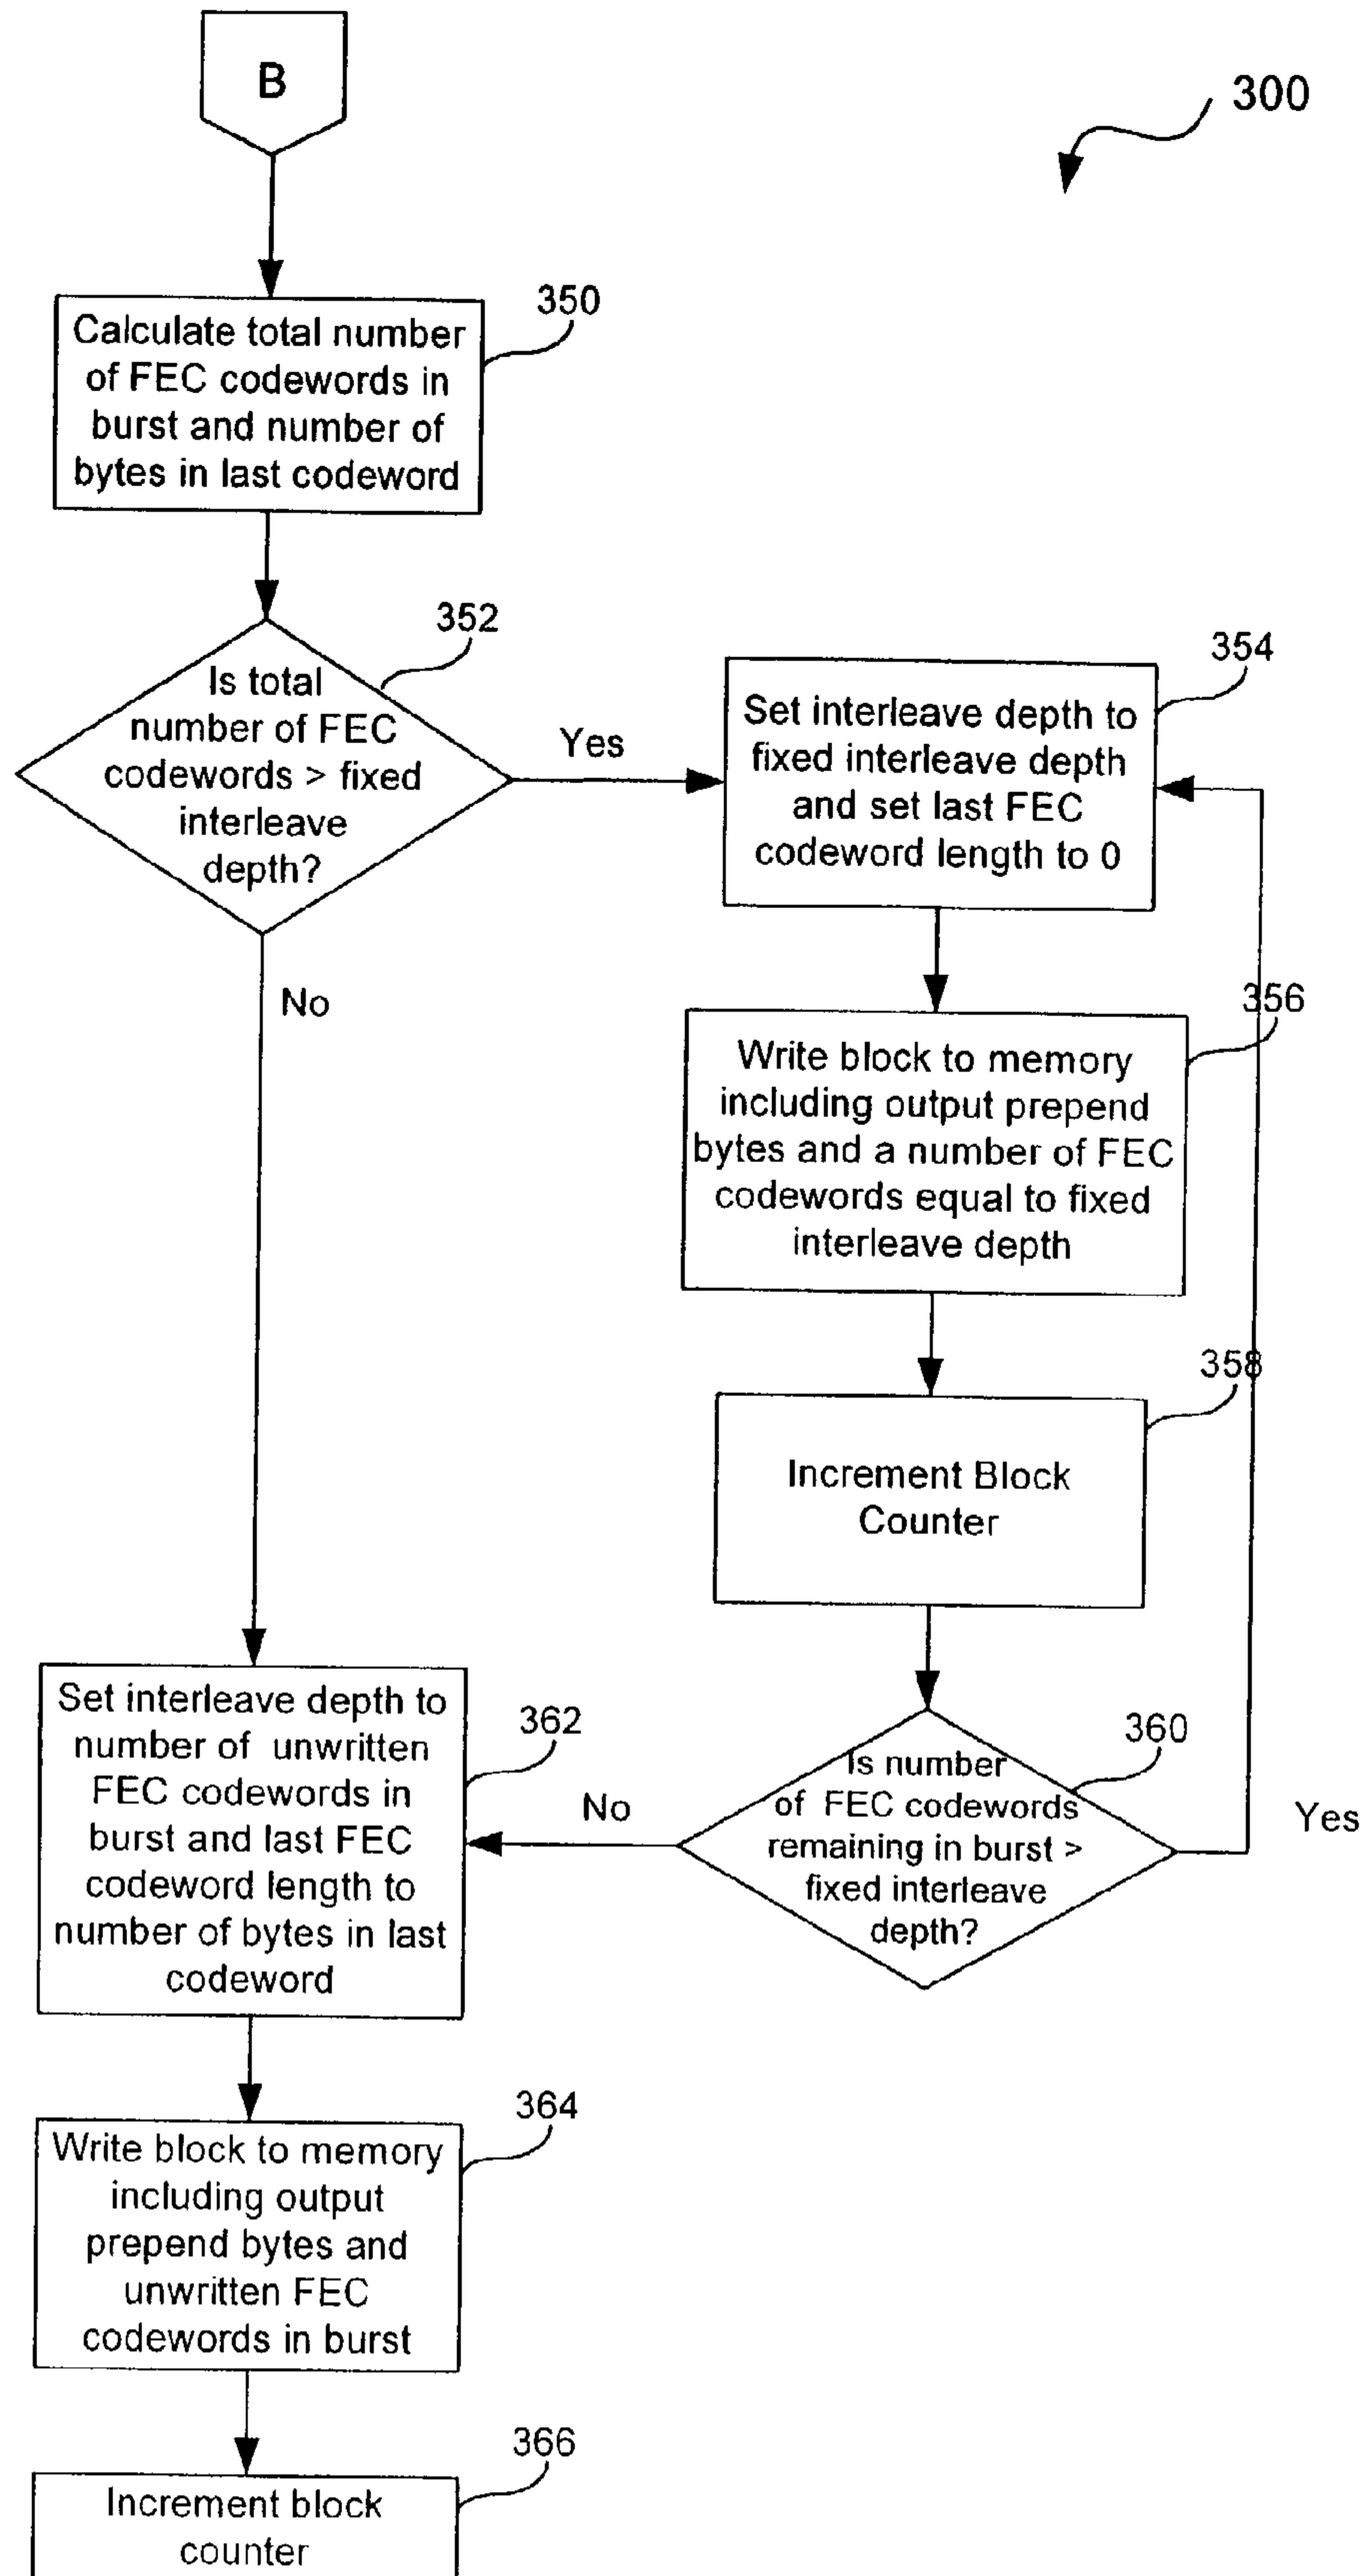 B
300
350
Calculate total number
of FEC codewords in
burst and number of
bytes in last codeword
352
Is total
number of FEC
codewords > fixed
interleave
depth?
Yes
No
354
Set interleave depth to
fixed interleave depth
and set last FEC
codeword length to 0
356
Write block to memory
including output prepend
bytes and a number of FEC
codewords equal to fixed
interleave depth
358
Increment Block
Counter
360
Is number
of FEC codewords
remaining in burst >
fixed interleave
depth?
Yes
No
362
Set interleave depth to
number of unwritten
FEC codewords in
burst and last FEC
codeword length to
number of bytes in last
codeword
364
Write block to memory
including output
prepend bytes and
unwritten FEC
codewords in burst
366
Increment block
counter